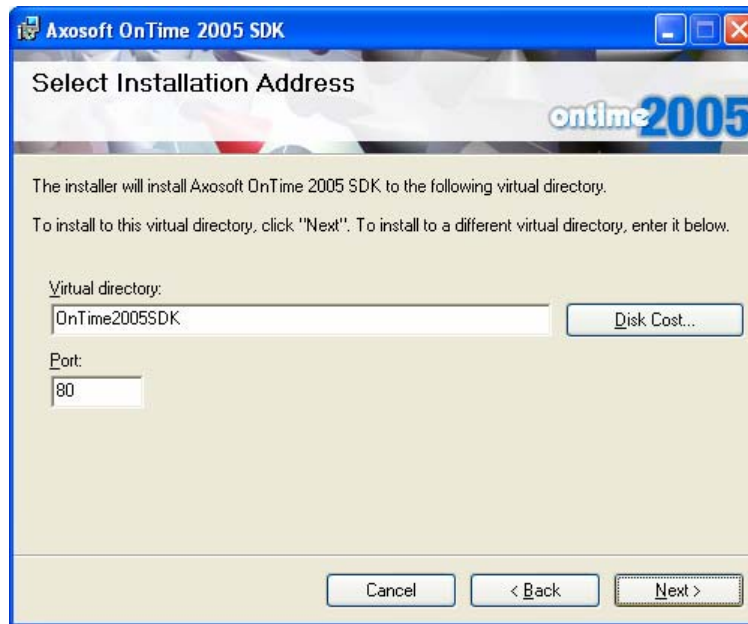 Axosoft OnTime 2005 SDK
Select Installation Address
ontime2005
The installer will install Axosoft OnTime 2005 SDK to the following virtual directory.
To install to this virtual directory, click "Next". To install to a different virtual directory, enter it below.
Virtual directory:
OnTime2005SDK
Disk Cost...
Port:
80
Cancel
< Back
Next >